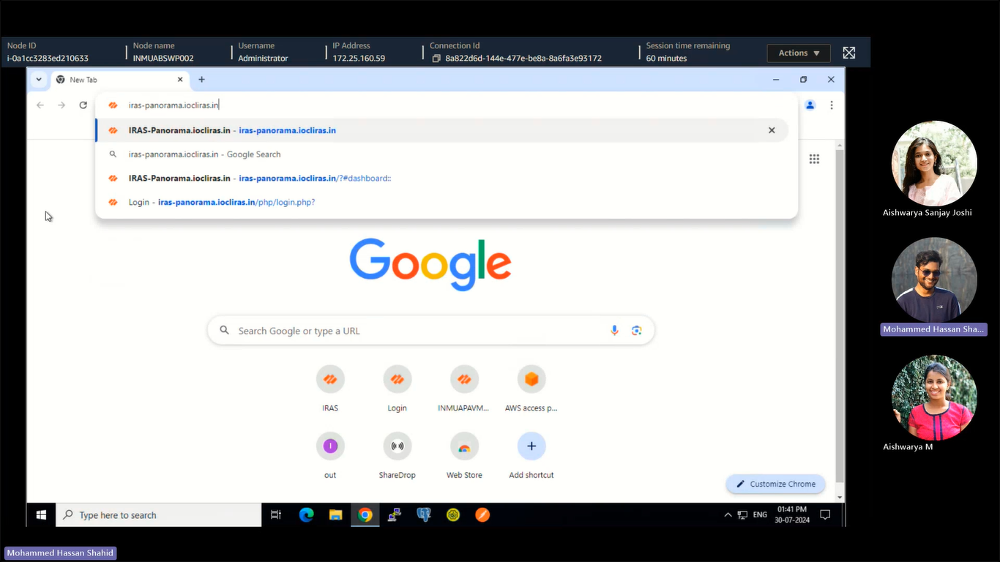 Node ID
i-0a1cc3283ed210633
Node name
INMUABSWP002
Username
Administrator
IP Address
172.25.160.59
Connection Id
8a822d6d-144e-477e-be8a-8a6fa3e93172
Session time remaining
60 minutes
Actions
New Tab
iras-panorama.iocliras.in
IRAS-Panorama.iocliras.in - iras-panorama.iocliras.in
iras-panorama.iocliras.in - Google Search
IRAS-Panorama.iocliras.in - iras-panorama.iocliras.in/?#dashboard::
Login - iras-panorama.iocliras.in/php/login.php?
Google
Search Google or type a URL
IRAS
Login
INMUAPAVM...
AWS access p...
I
out
ShareDrop
Web Store
Add shortcut
Customize Chrome
Type here to search
ENG
01:41 PM
30-07-2024
Aishwarya Sanjay Joshi
Mohammed Hassan Sha...
Aishwarya M
Mohammed Hassan Shahid